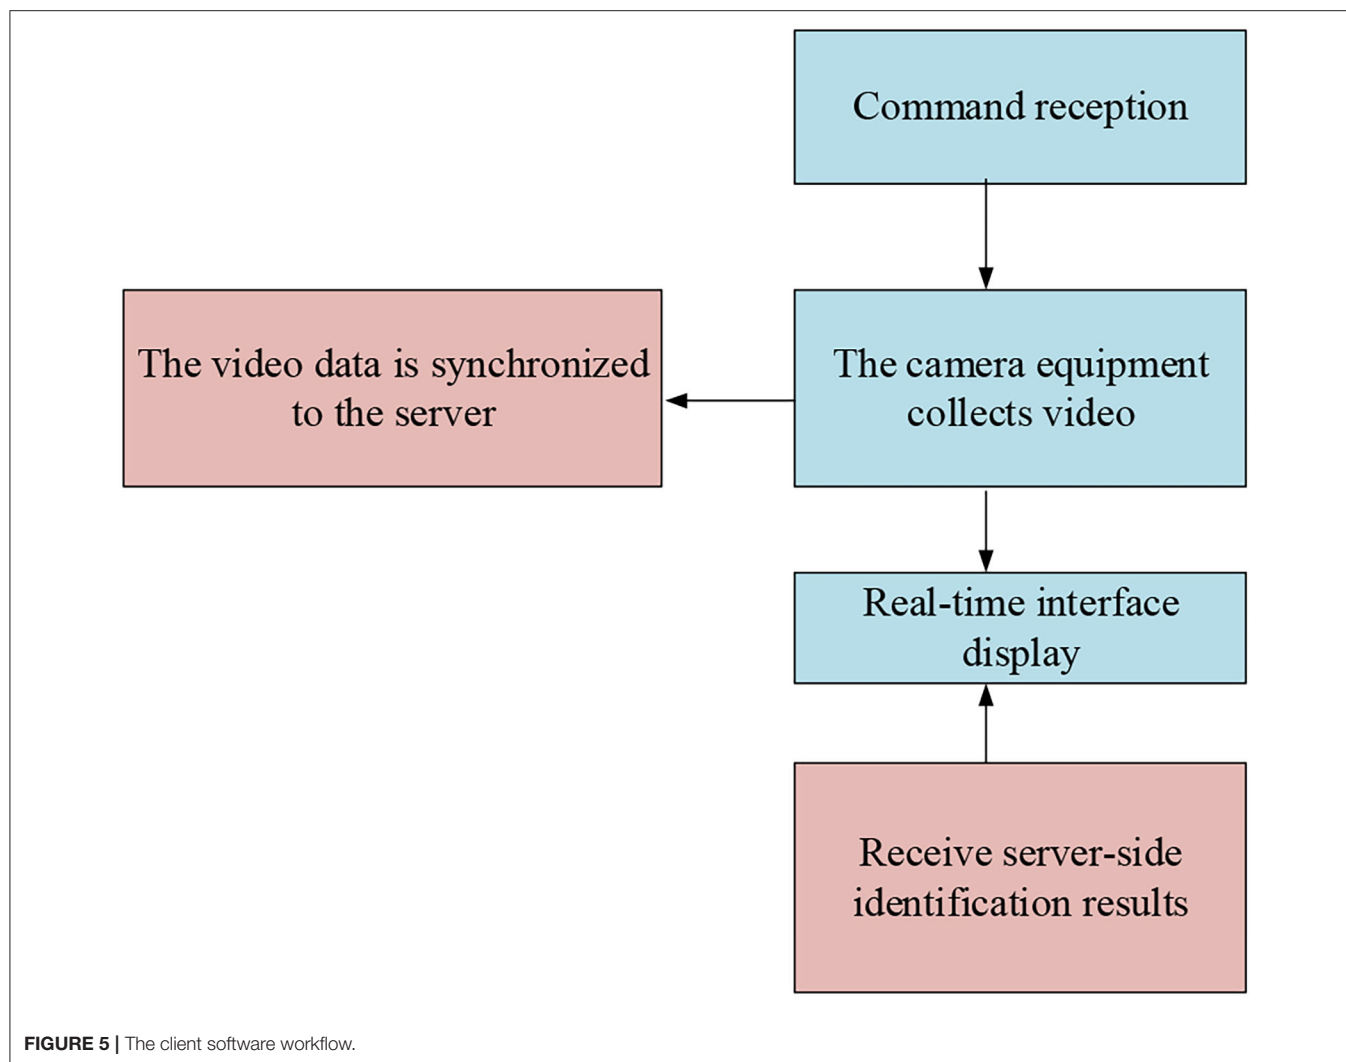 Command reception
The video data is synchronized
to the server
The camera equipment
collects video
Real-time interface
display
Receive server-side
identification results
FIGURE 5 | The client software workflow.